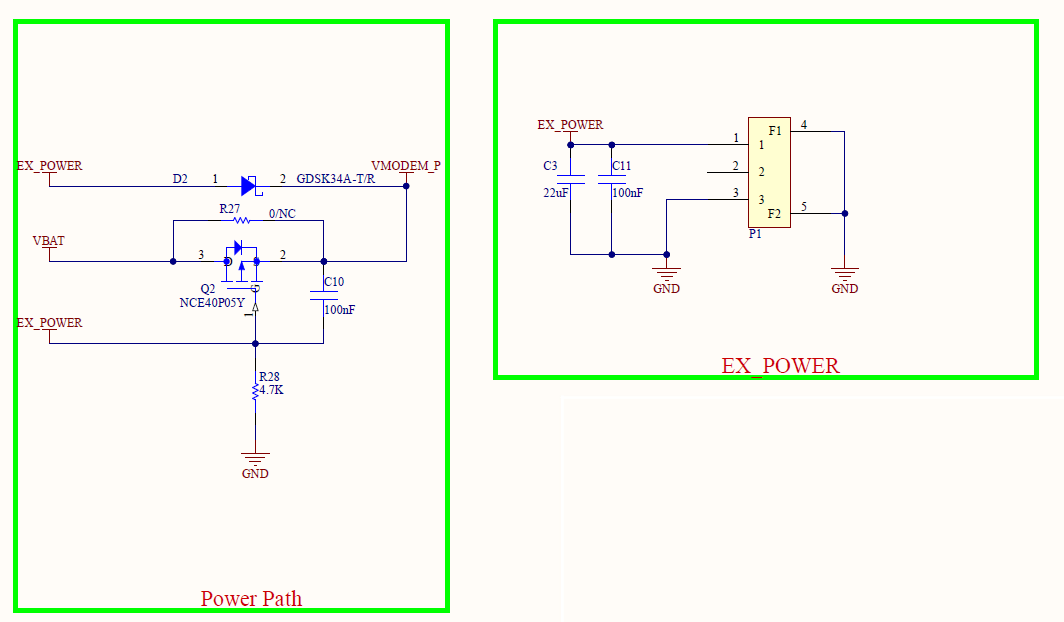 EX_POWER
D2
1
2
GDSK34A-T/R
VMODEM_P
R27
0/NC
VBAT
3
2
D
S
G
Q2
NCE40P05Y
1
C10
100nF
EX_POWER
R28
4.7K
GND
Power Path
EX_POWER
C3
22uF
C11
100nF
1
2
3
F1
1
2
3
F2
4
5
P1
GND
GND
EX_POWER